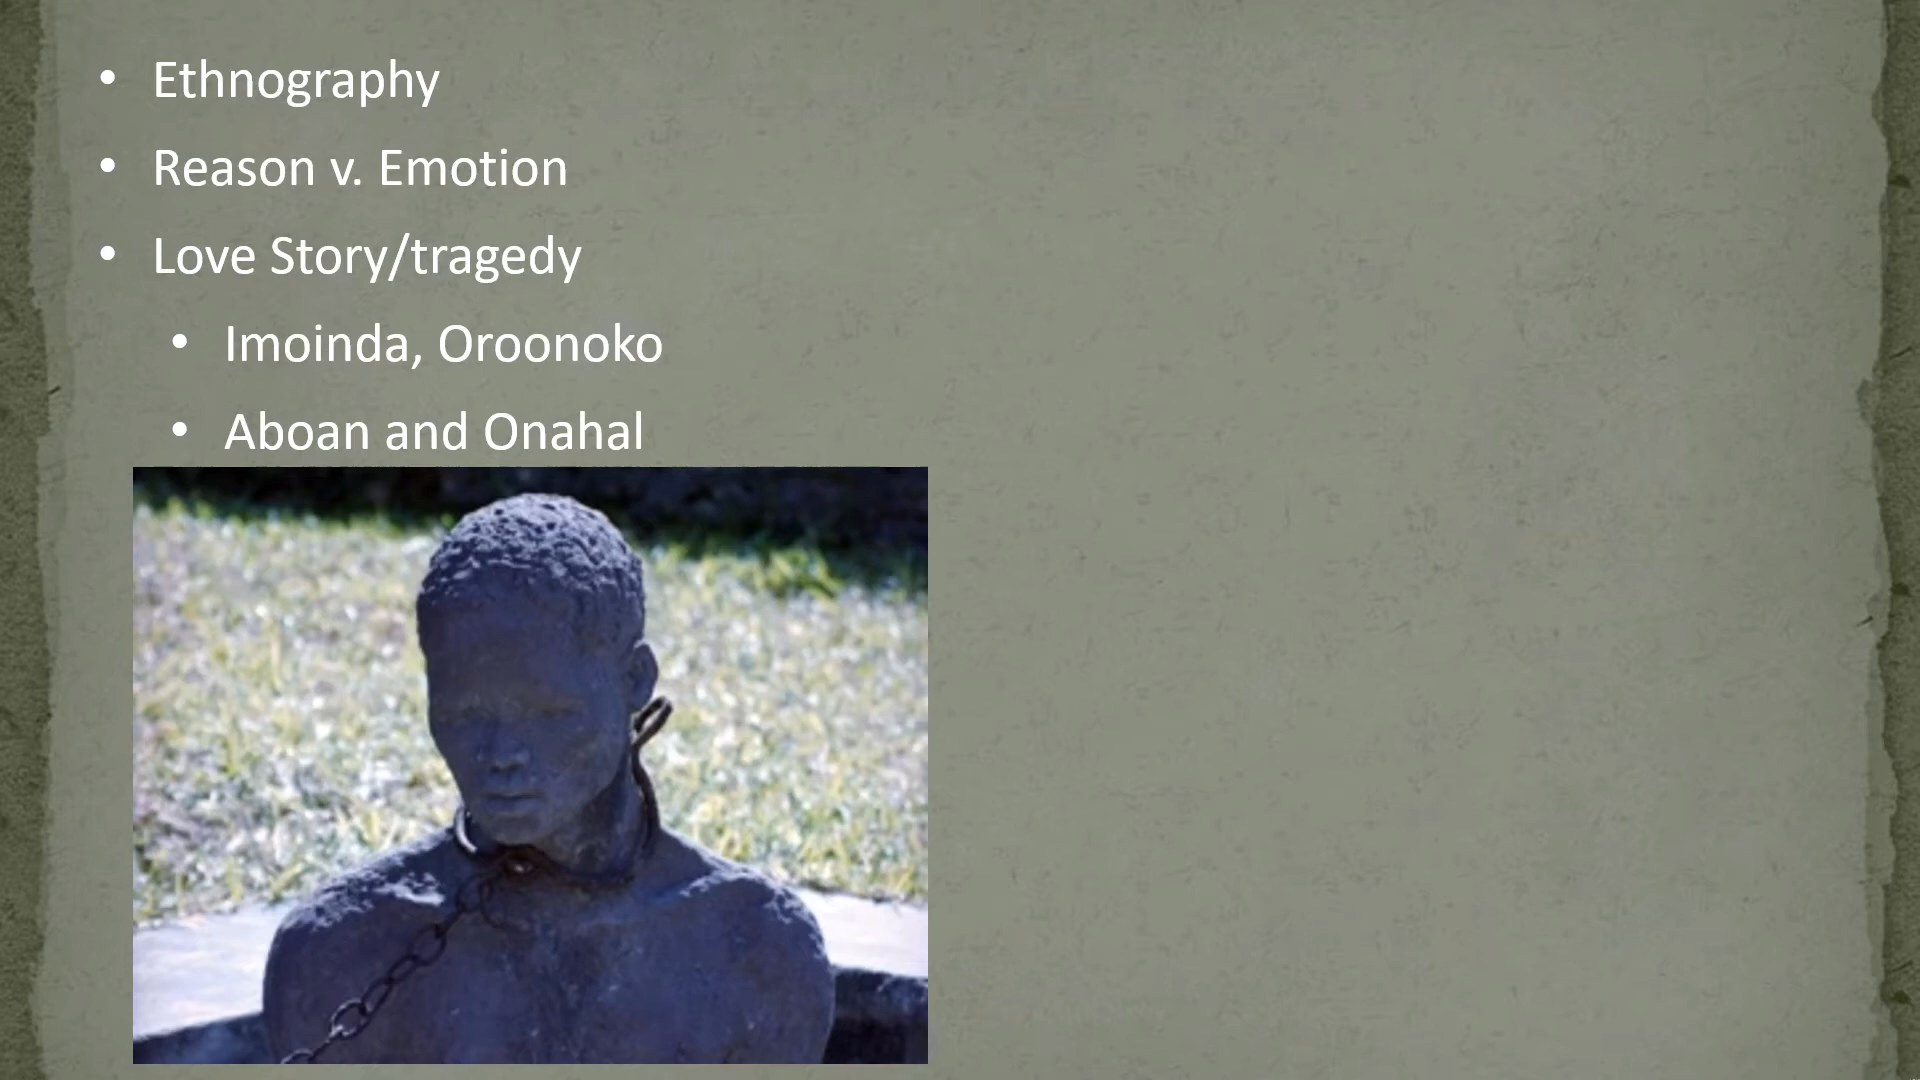 • Ethnography
• Reason v. Emotion
• Love Story/tragedy
• Imoinda, Oroonoko
• Aboan and Onahal